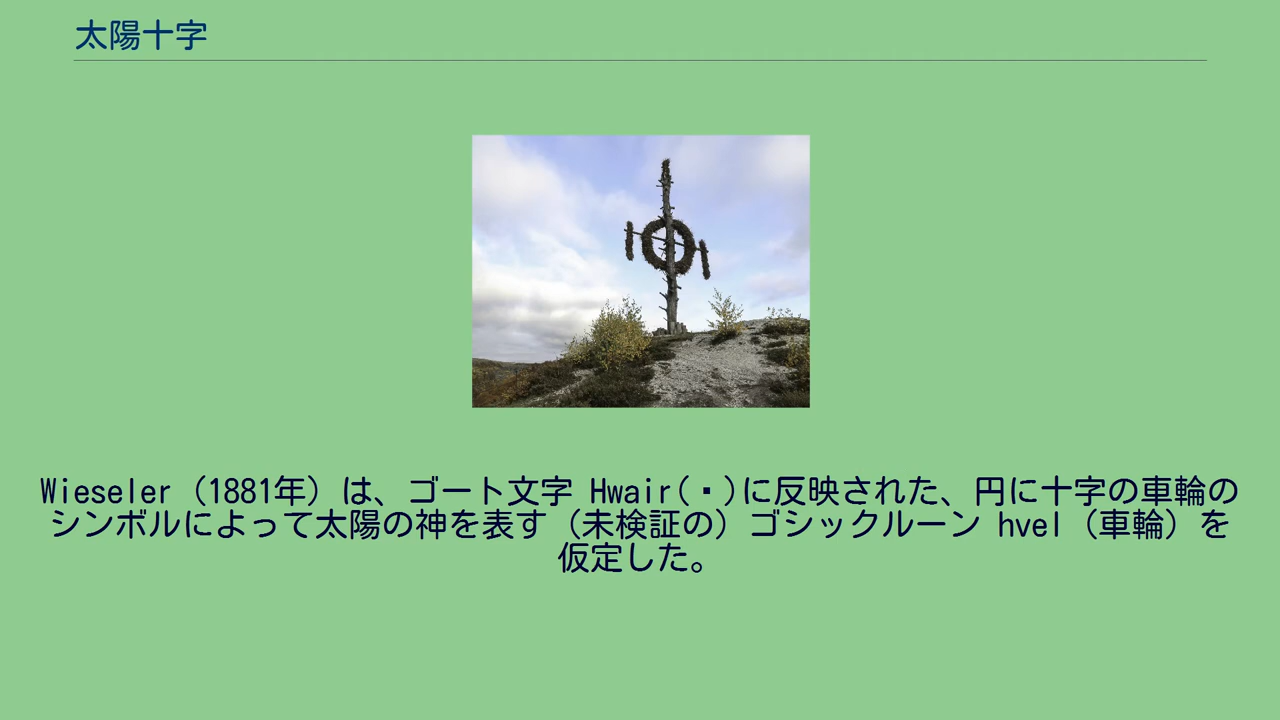 太陽十字
Wieseler（1881年）は、ゴート文字 Hwair(・)に反映された、円に十字の車輪の
シンボルによって太陽の神を表す（未検証の）ゴシックルーン hvel（車輪）を
仮定した。